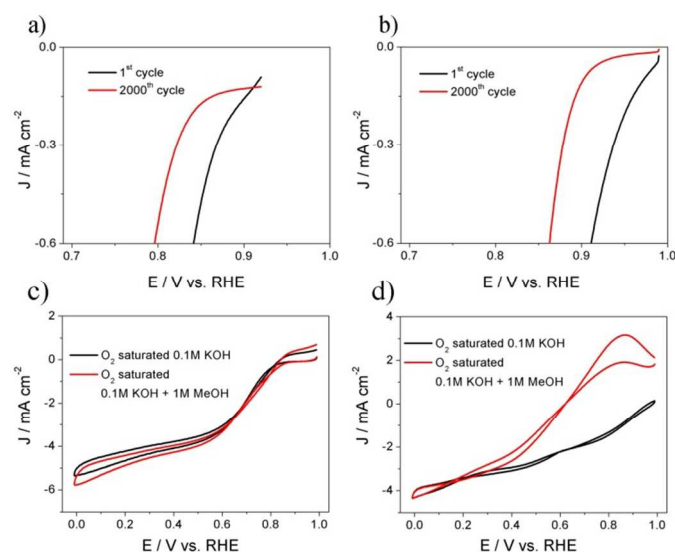 a)
0.0
-0.3
-0.6
J / mA cm⁻²
1ˢᵗ cycle
2000ᵗʰ cycle
0.7 0.8 0.9 1.0
E / V vs. RHE
b)
0.0
-0.3
-0.6
J / mA cm⁻²
1ˢᵗ cycle
2000ᵗʰ cycle
0.7 0.8 0.9 1.0
E / V vs. RHE
c)
2
0
-2
-4
-6
J / mA cm⁻²
O₂ saturated 0.1M KOH
O₂ saturated
0.1M KOH + 1M MeOH
0.0 0.2 0.4 0.6 0.8 1.0
E / V vs. RHE
d)
4
2
0
-2
-4
J / mA cm⁻²
O₂ saturated 0.1M KOH
O₂ saturated
0.1M KOH + 1M MeOH
0.0 0.2 0.4 0.6 0.8 1.0
E / V vs. RHE